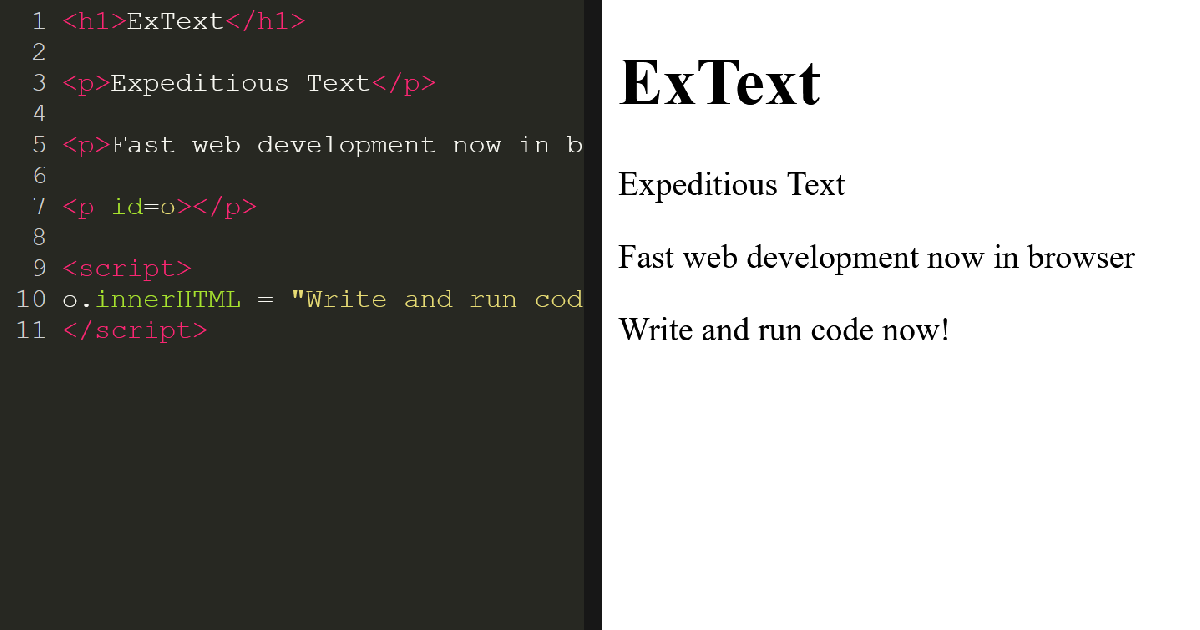 1 <h1>ExText</h1>
2
3 <p>Expeditious Text</p>
4
5 <p>Fast web development now in b
6
7 <p id=o></p>
8
9 <script>
10 o.innerHTML = "Write and run cod
11 </script>
ExText
Expeditious Text
Fast web development now in browser
Write and run code now!